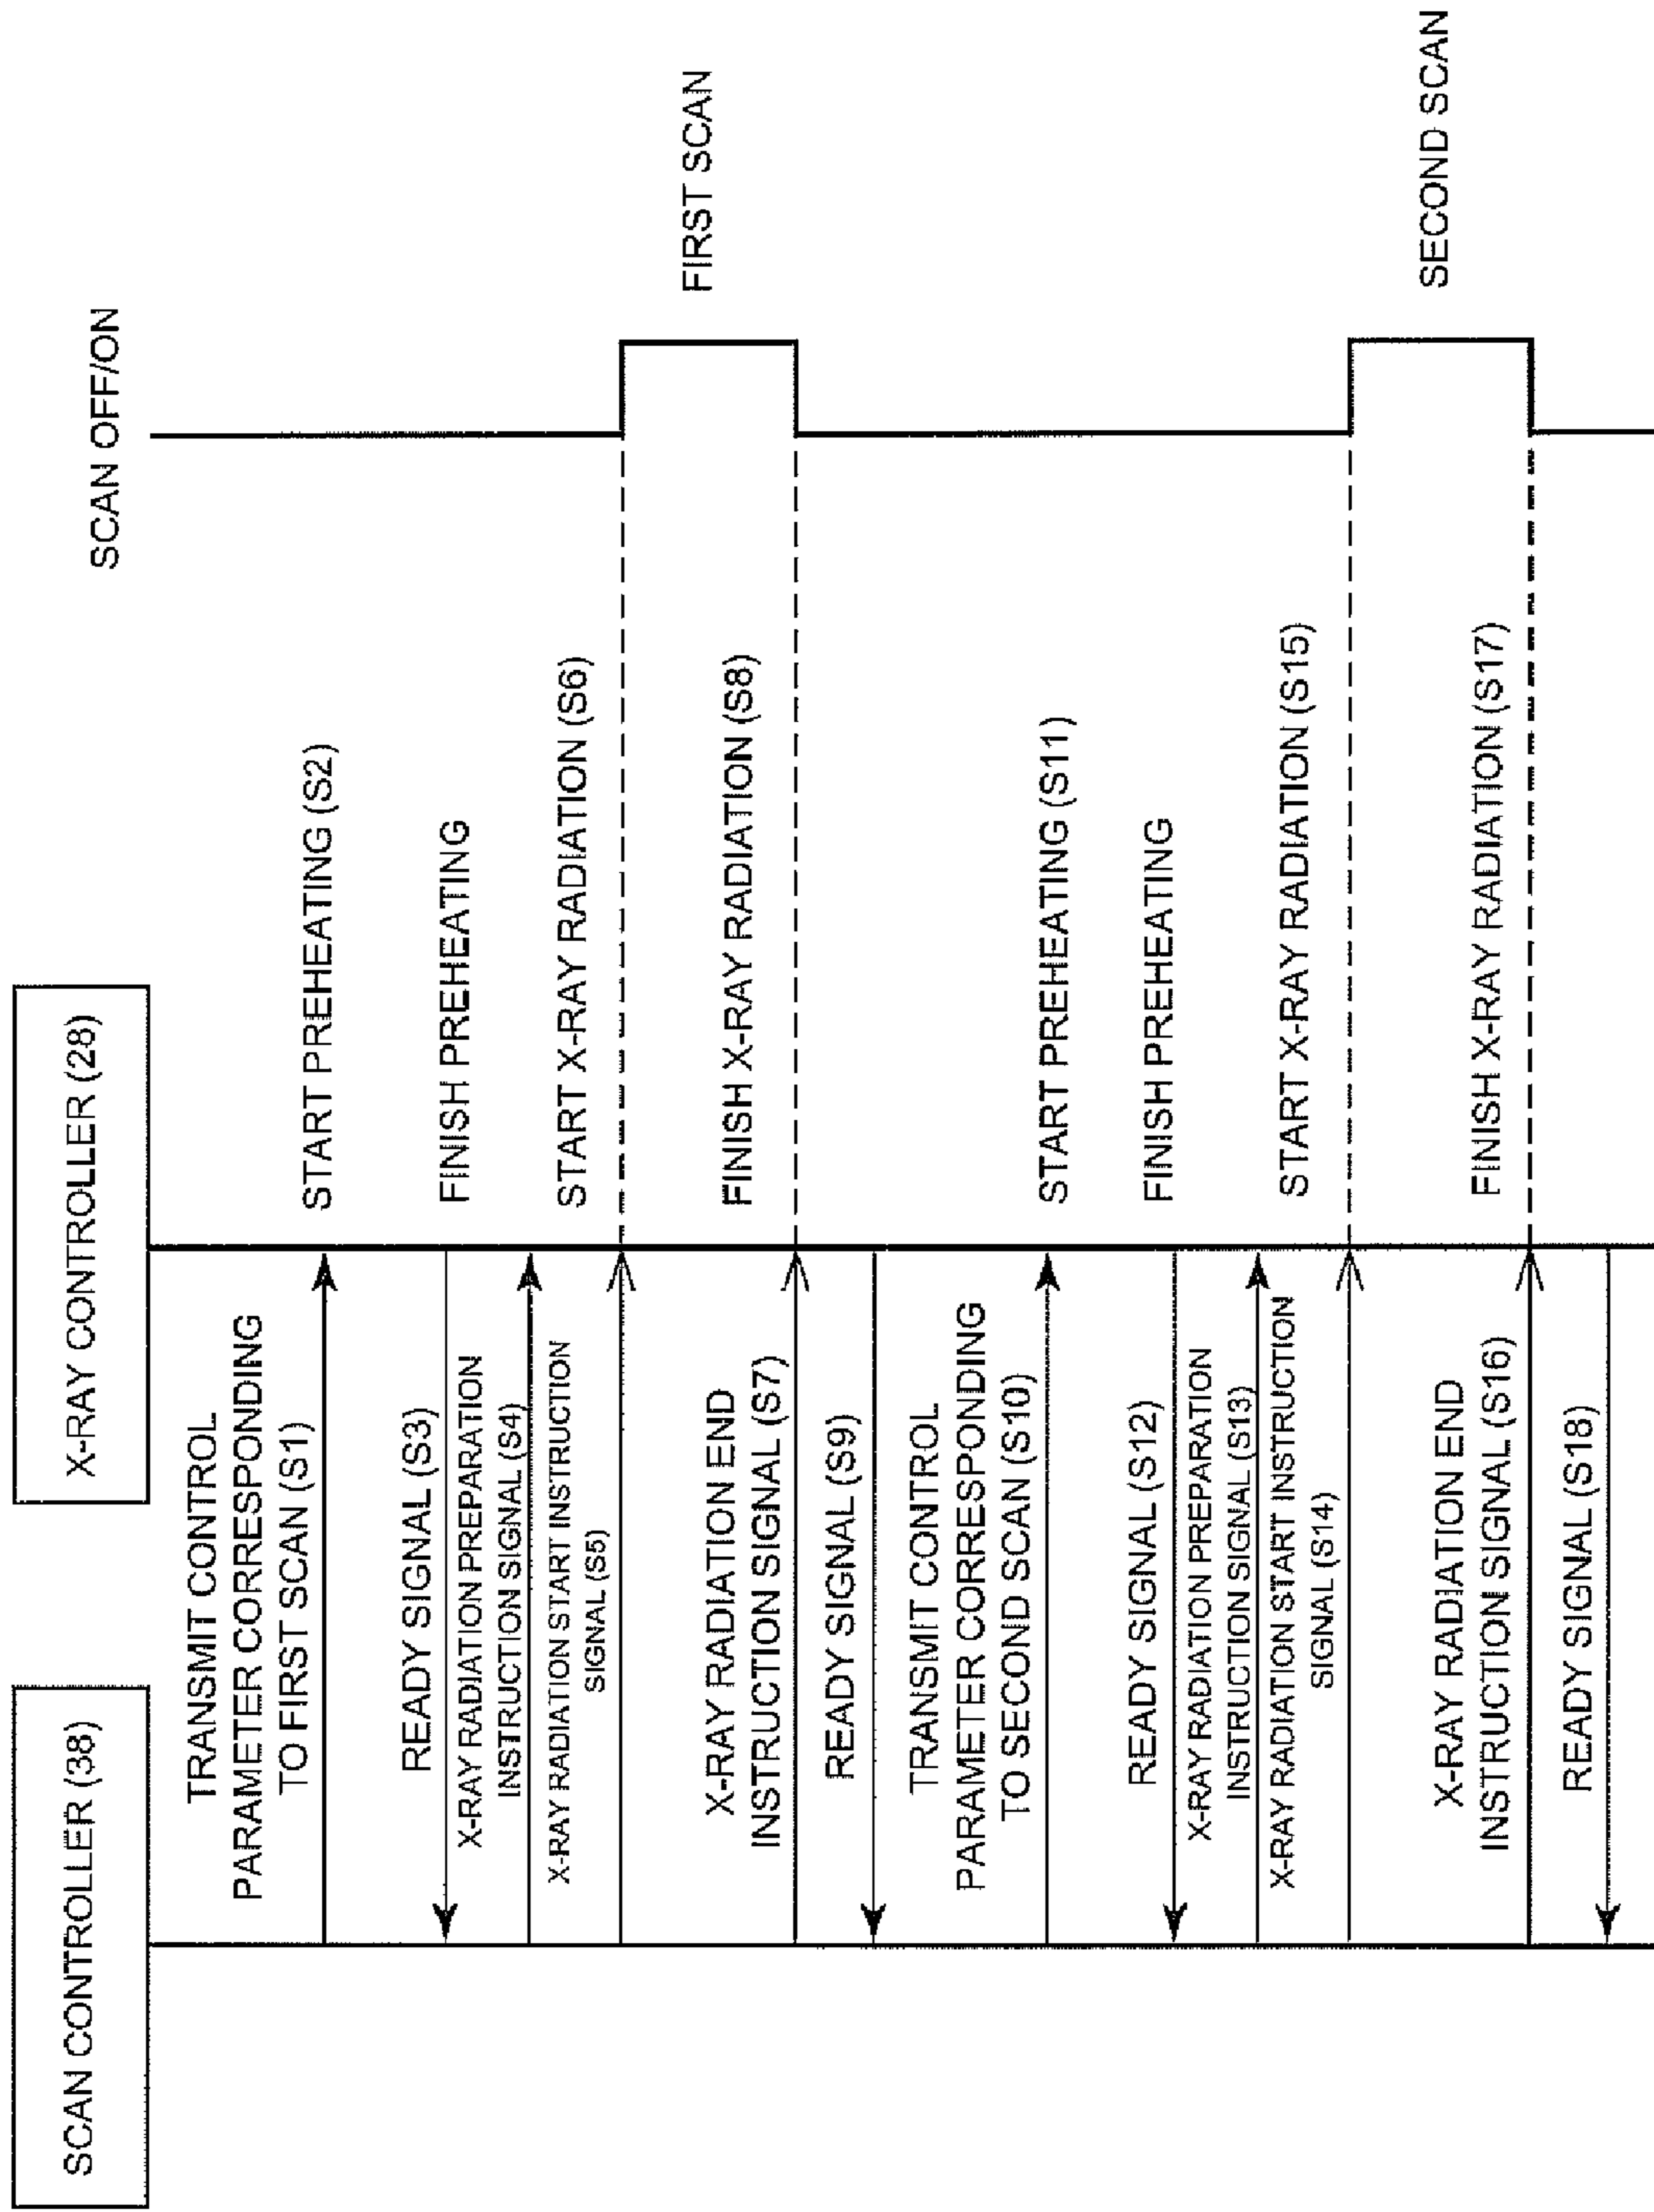 SCAN CONTROLLER (38)
X-RAY CONTROLLER (28)
SCAN OFF/ON
TRANSMIT CONTROL
PARAMETER CORRESPONDING
TO FIRST SCAN (S1)
START PREHEATING (S2)
READY SIGNAL (S3)
FINISH PREHEATING
X-RAY RADIATION PREPARATION
INSTRUCTION SIGNAL (S4)
X-RAY RADIATION START INSTRUCTION
SIGNAL (S5)
START X-RAY RADIATION (S6)
FIRST SCAN
X-RAY RADIATION END
INSTRUCTION SIGNAL (S7)
FINISH X-RAY RADIATION (S8)
READY SIGNAL (S9)
TRANSMIT CONTROL
PARAMETER CORRESPONDING
TO SECOND SCAN (S10)
START PREHEATING (S11)
READY SIGNAL (S12)
FINISH PREHEATING
X-RAY RADIATION PREPARATION
INSTRUCTION SIGNAL (S13)
X-RAY RADIATION START INSTRUCTION
SIGNAL (S14)
START X-RAY RADIATION (S15)
SECOND SCAN
X-RAY RADIATION END
INSTRUCTION SIGNAL (S16)
FINISH X-RAY RADIATION (S17)
READY SIGNAL (S18)